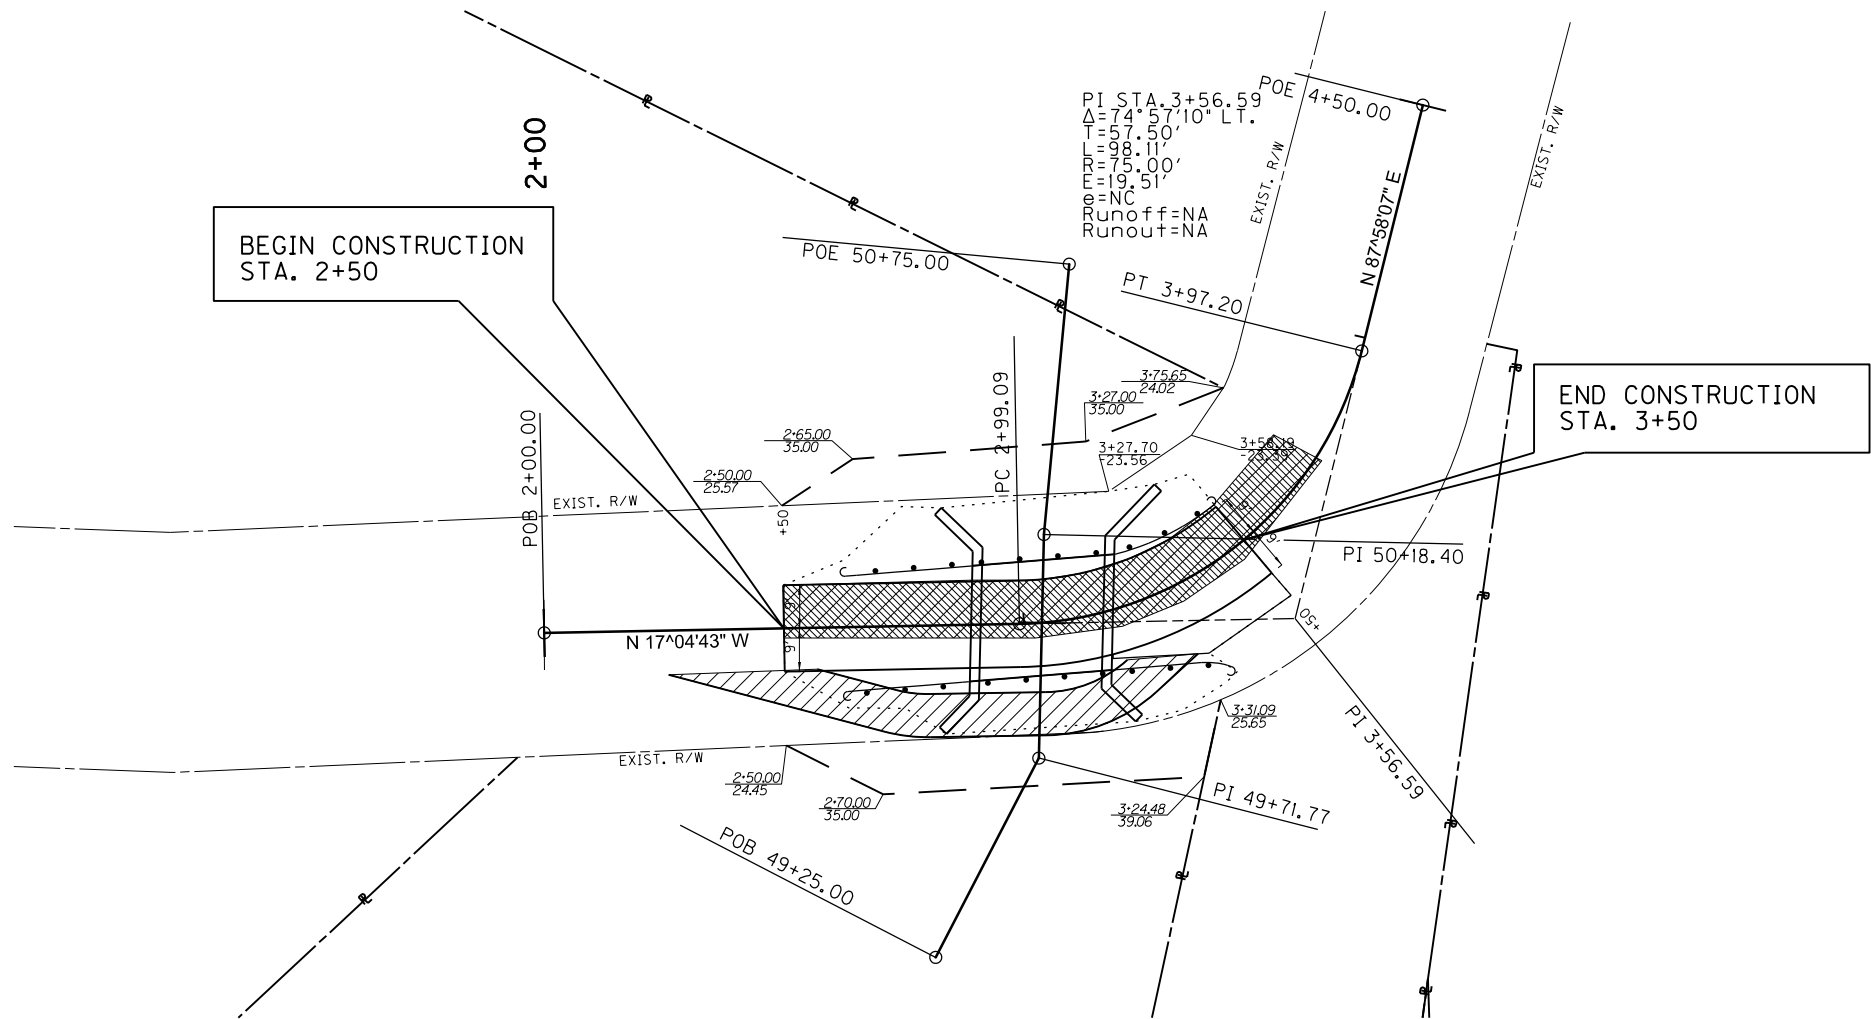 PI STA. 3+56.59
Δ=74°57'10" LT.
T=57.50'
L=98.11'
R=75.00'
E=19.51'
e=NC
Runoff=NA
Runout=NA
POE 4+50.00
EXIST. R/W
EXIST. R/W
N 87^58'07" E
2+00
BEGIN CONSTRUCTION
STA. 2+50
POE 50+75.00
PT 3+97.20
END CONSTRUCTION
STA. 3+50
3+75.65
24.02
3+27.00
35.00
PC 2+99.09
2+65.00
35.00
3+27.70
-23.56
-23.39
2+50.00
25.57
POB 2+00.00
EXIST. R/W
+50
PI 50+18.40
9'
9'
N 17^04'43" W
+50
3+31.09
25.65
PI 3+56.59
EXIST. R/W
2+50.00
24.45
2+70.00
35.00
3+24.48
39.06
PI 49+71.77
POB 49+25.00